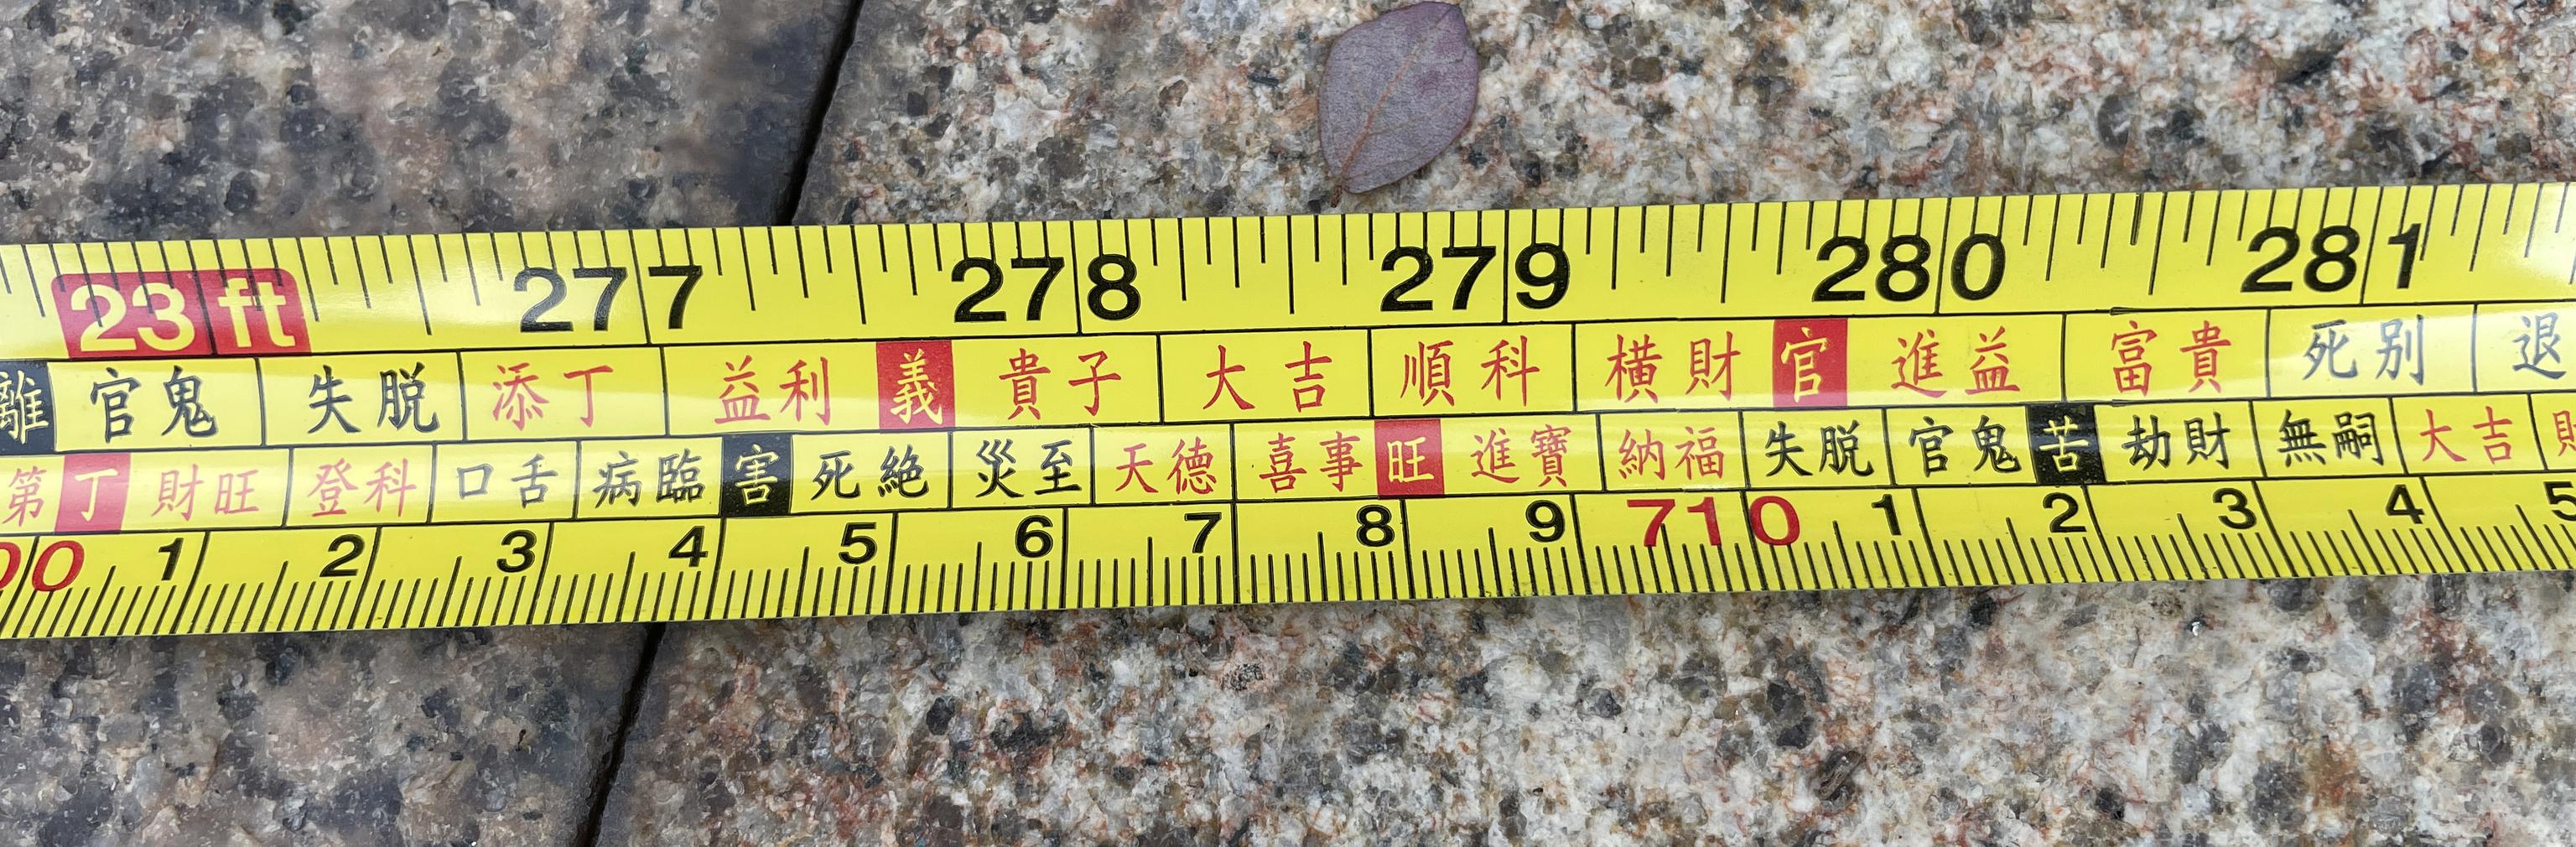 23 ft 277 278 279 280 281
離 官鬼 失脱 添丁 益利 義 貴子 大吉 順科 横財 官 進益 富貴 死别 退
第 丁 財旺 登科 口舌 病臨 害 死絶 災至 天德 喜事 旺 進寶 納福 失脱 官鬼 苦 劫財 無嗣 大吉
00 1 2 3 4 5 6 7 8 9 710 1 2 3 4 5